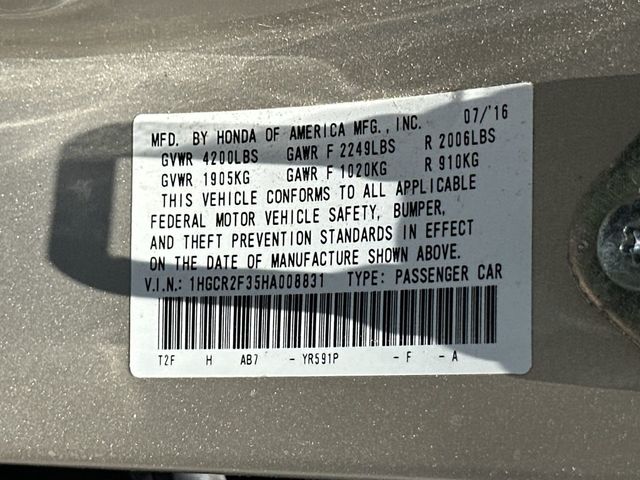 MFD. BY HONDA OF AMERICA MFG., INC. 07/'16
GVWR 4200LBS GAWR F 2249LBS R 2006LBS
GVWR 1905KG GAWR F 1020KG R 910KG
THIS VEHICLE CONFORMS TO ALL APPLICABLE
FEDERAL MOTOR VEHICLE SAFETY, BUMPER,
AND THEFT PREVENTION STANDARDS IN EFFECT
ON THE DATE OF MANUFACTURE SHOWN ABOVE.
V.I.N.: 1HGCR2F35HA008831 TYPE: PASSENGER CAR
T2F H AB7 - YR591P - F - A